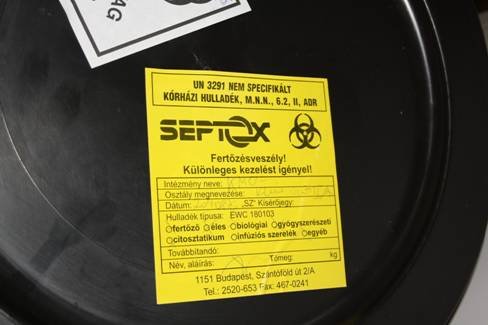 AG
UN 3291 NEM SPECIFIKÁLT
KÓRHÁZI HULLADÉK, M.N.N., 6.2, II, ADR
SEPTOX
Fertőzésveszély!
Különleges kezelést igényel!
Intézmény neve:
Osztály megnevezése:
Dátum: „SZ” Kísérőjegy:
Hulladék típusa: EWC 180103
fertőző éles biológiai gyógyszerészeti
citosztatikum infúziós szerelék egyéb
Továbbítandó:
Név, aláírás: Tömeg: kg
1151 Budapest, Szántóföld út 2/A
Tel.: 2520-653 Fax: 467-0241